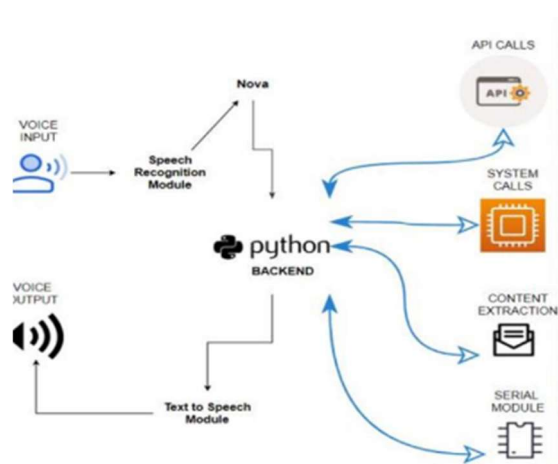 API CALLS
API
Nova
VOICE
INPUT
Speech
Recognition
Module
SYSTEM
CALLS
python
BACKEND
VOICE
OUTPUT
CONTENT
EXTRACTION
Text to Speech
Module
SERIAL
MODULE